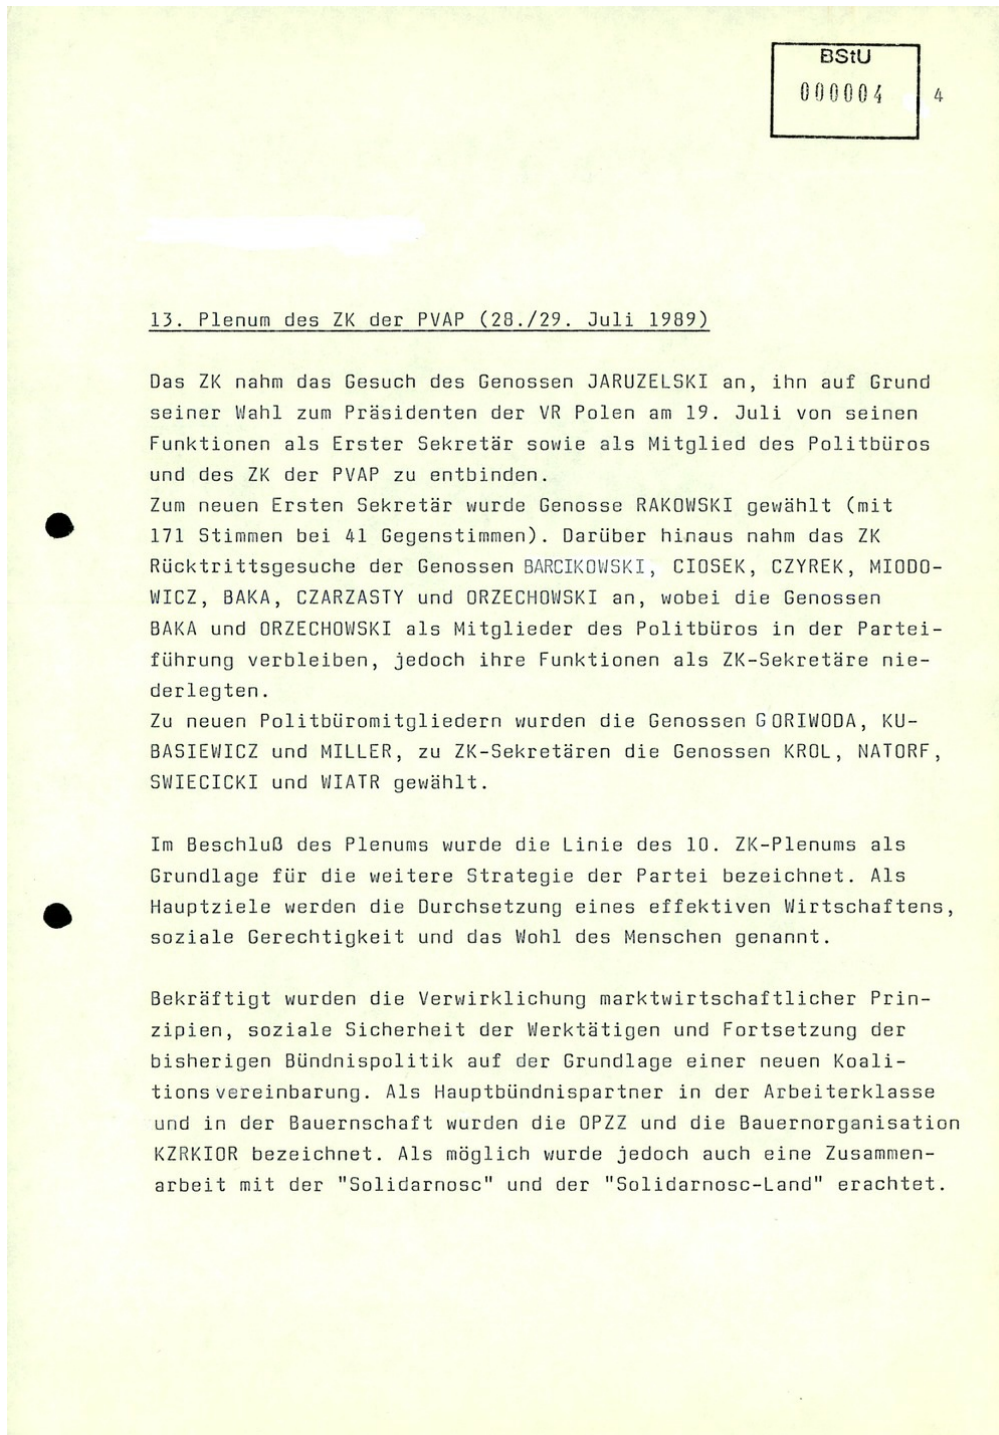 BStU
000004
4
13. Plenum des ZK der PVAP (28./29. Juli 1989)
Das ZK nahm das Gesuch des Genossen JARUZELSKI an, ihn auf Grund
seiner Wahl zum Präsidenten der VR Polen am 19. Juli von seinen
Funktionen als Erster Sekretär sowie als Mitglied des Politbüros
und des ZK der PVAP zu entbinden.
Zum neuen Ersten Sekretär wurde Genosse RAKOWSKI gewählt (mit
171 Stimmen bei 41 Gegenstimmen). Darüber hinaus nahm das ZK
Rücktrittsgesuche der Genossen BARCIKOWSKI, CIOSEK, CZYREK, MIODO-
WICZ, BAKA, CZARZASTY und ORZECHOWSKI an, wobei die Genossen
BAKA und ORZECHOWSKI als Mitglieder des Politbüros in der Partei-
führung verbleiben, jedoch ihre Funktionen als ZK-Sekretäre nie-
derlegten.
Zu neuen Politbüromitgliedern wurden die Genossen GORIWODA, KU-
BASIEWICZ und MILLER, zu ZK-Sekretären die Genossen KROL, NATORF,
SWIECICKI und WIATR gewählt.
Im Beschluß des Plenums wurde die Linie des 10. ZK-Plenums als
Grundlage für die weitere Strategie der Partei bezeichnet. Als
Hauptziele werden die Durchsetzung eines effektiven Wirtschaftens,
soziale Gerechtigkeit und das Wohl des Menschen genannt.
Bekräftigt wurden die Verwirklichung marktwirtschaftlicher Prin-
zipien, soziale Sicherheit der Werktätigen und Fortsetzung der
bisherigen Bündnispolitik auf der Grundlage einer neuen Koali-
tionsvereinbarung. Als Hauptbündnispartner in der Arbeiterklasse
und in der Bauernschaft wurden die OPZZ und die Bauernorganisation
KZRKIOR bezeichnet. Als möglich wurde jedoch auch eine Zusammen-
arbeit mit der "Solidarnosc" und der "Solidarnosc-Land" erachtet.